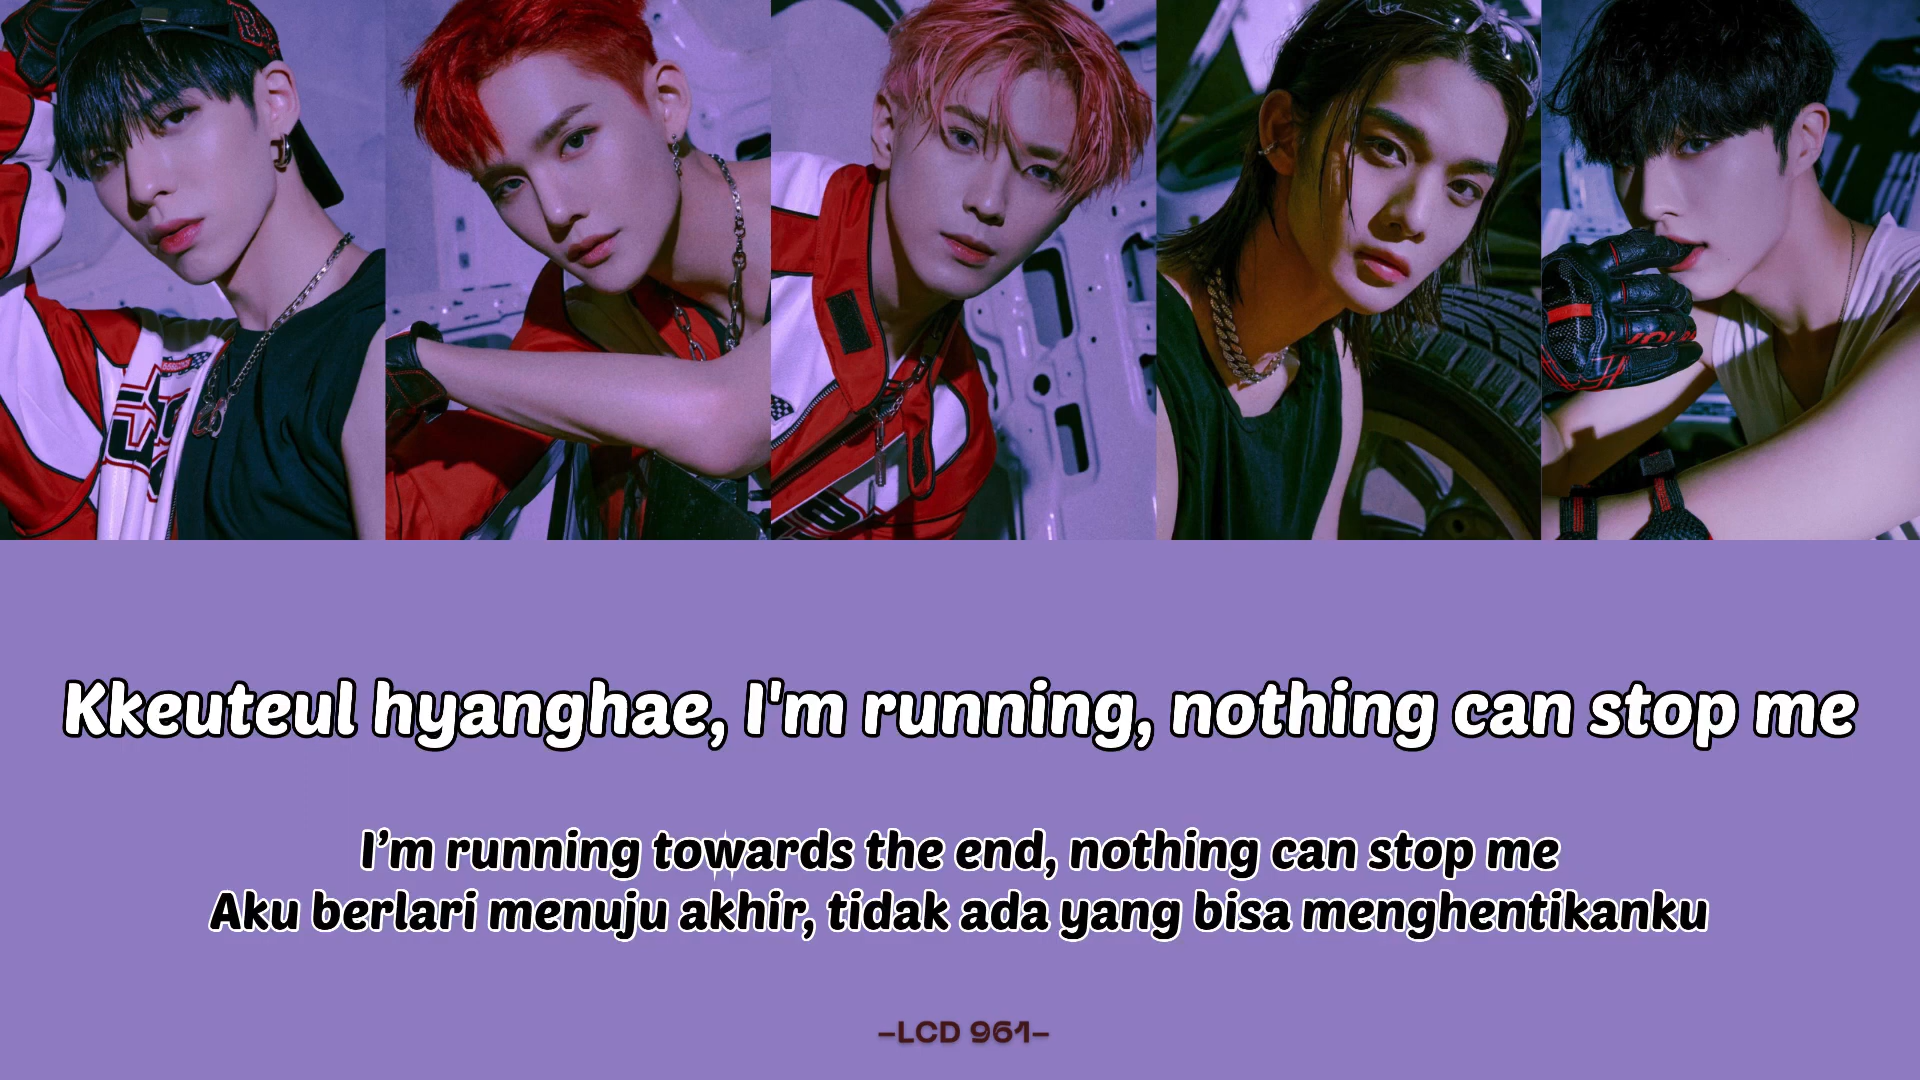 Kkeuteul hyanghae, I'm running, nothing can stop me
I’m running towards the end, nothing can stop me
Aku berlari menuju akhir, tidak ada yang bisa menghentikanku
–LCD 961–